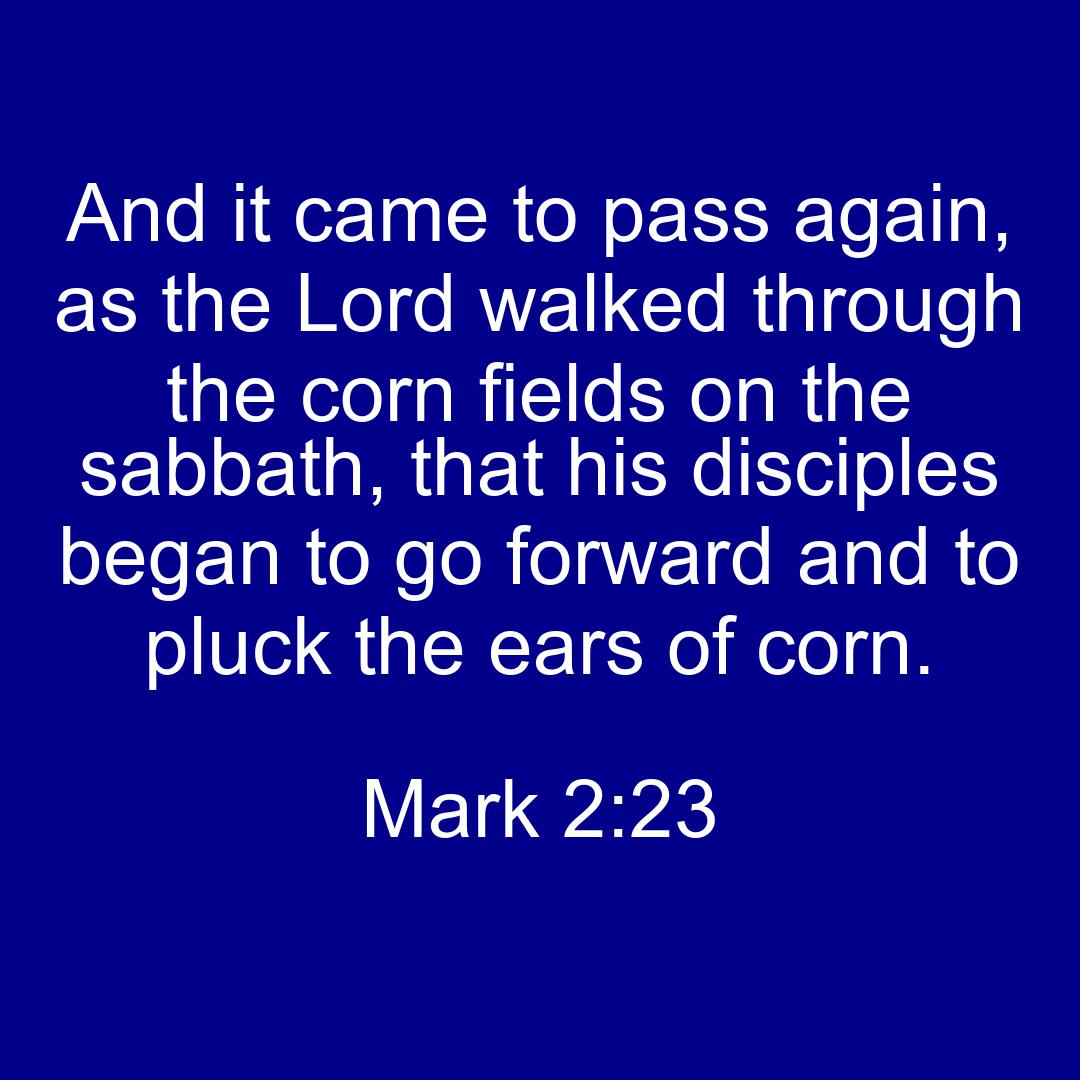 And it came to pass again,
as the Lord walked through
the corn fields on the
sabbath, that his disciples
began to go forward and to
pluck the ears of corn.
Mark 2:23